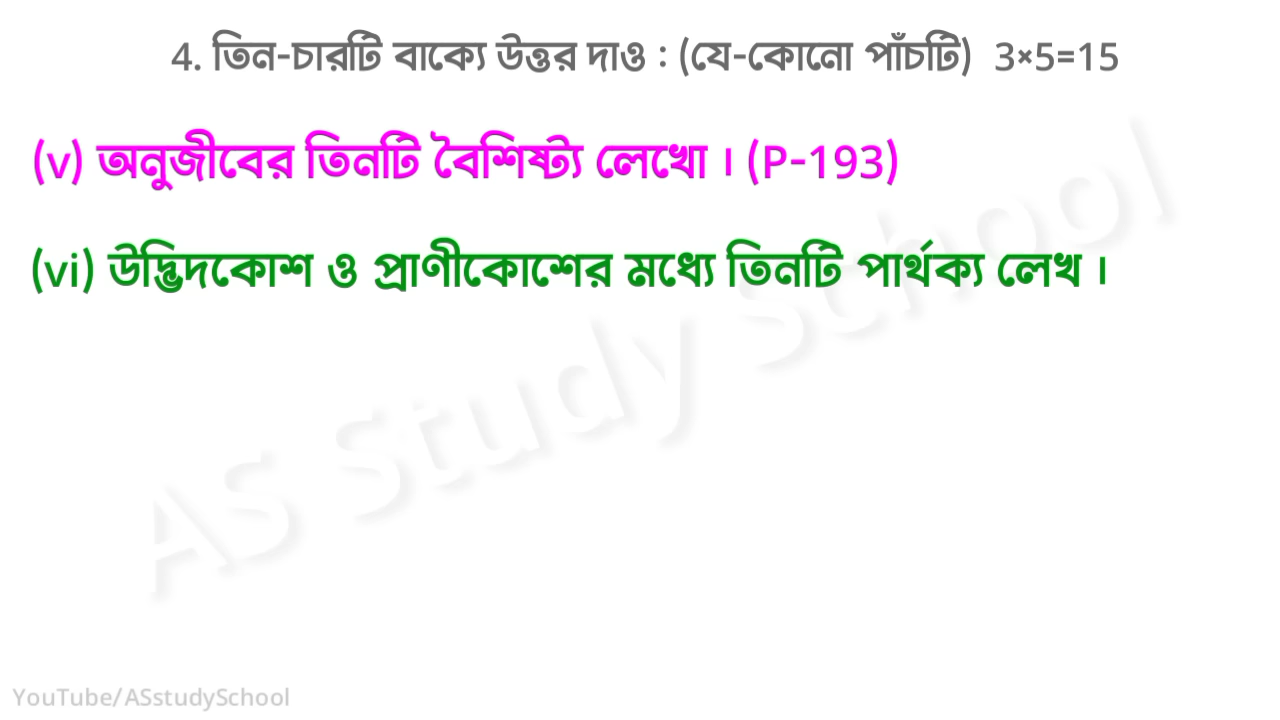 4. তিন-চারটি বাক্যে উত্তর দাও : (যে-কোনো পাঁচটি) 3×5=15
(v) অনুজীবের তিনটি বৈশিষ্ট্য লেখো । (P-193)
(vi) উদ্ভিদকোশ ও প্রাণীকোশের মধ্যে তিনটি পার্থক্য লেখ ।
AS Study School
YouTube/ASstudySchool